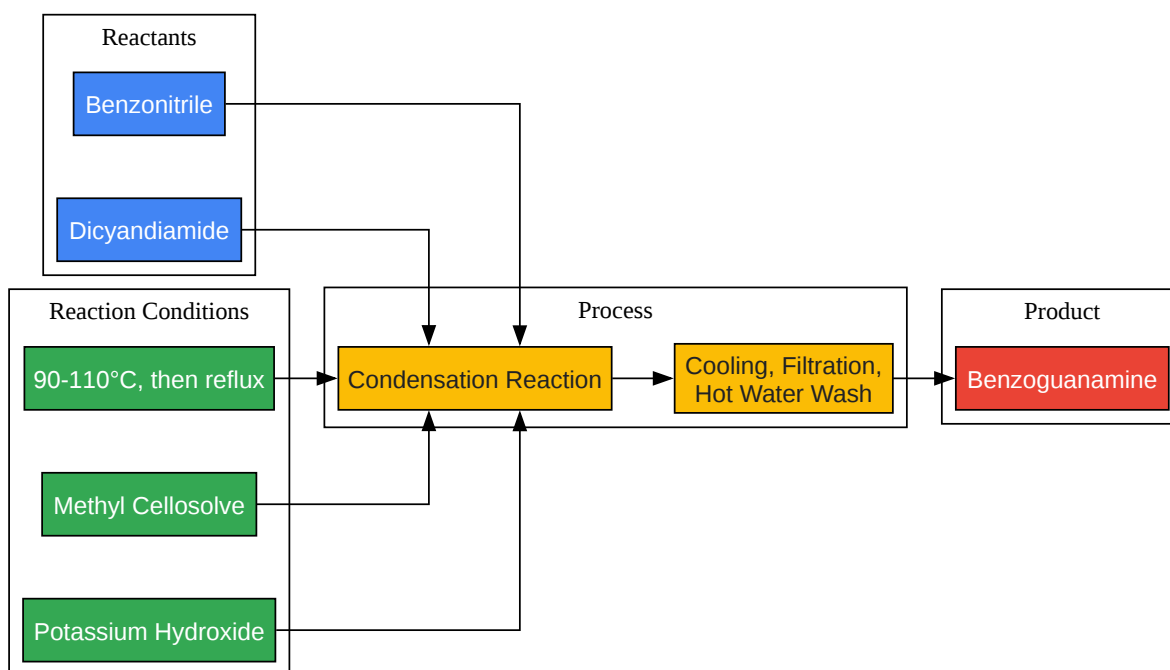 Reactants
Benzonitrile
Dicyandiamide
Reaction Conditions
90-110°C, then reflux
Methyl Cellosolve
Potassium Hydroxide
Process
Condensation Reaction
Cooling, Filtration,
Hot Water Wash
Product
Benzoguanamine